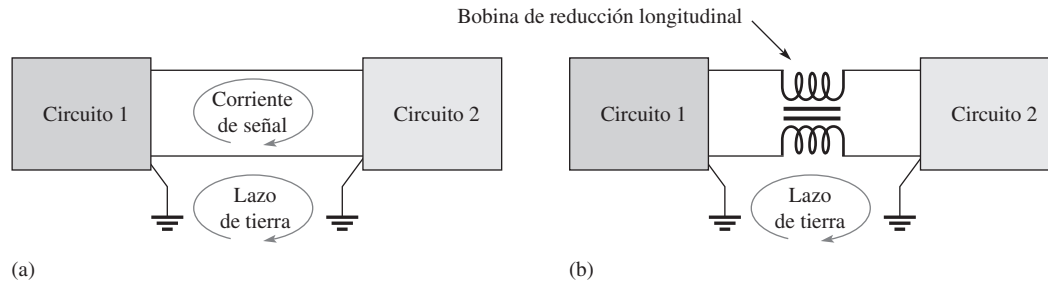 Bobina de reducción longitudinal
Circuito 1
Corriente
de señal
Circuito 2
Lazo
de tierra
(a)
Circuito 1
Circuito 2
Lazo
de tierra
(b)